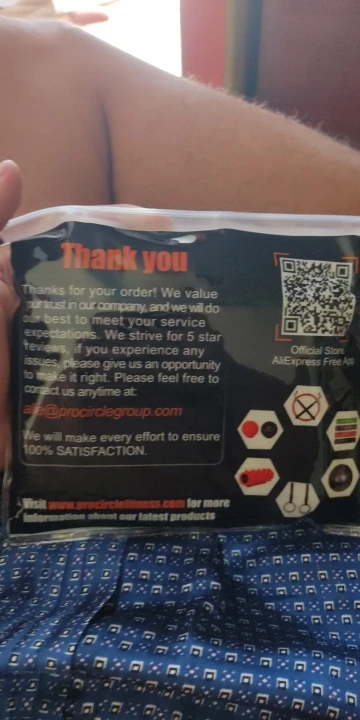 Thank you
Thanks for your order! We value
our trust in our company, and we will do
our best to meet your service
expectations. We strive for 5 star
reviews, if you experience any
issues, please give us an opportunity
to make it right. Please feel free to
contact us anytime at:
@procirclegroup.com
We will make every effort to ensure
100% SATISFACTION.
Official Store
AliExpress Free App
Visit www.procirclefitness.com for more
information about our latest products